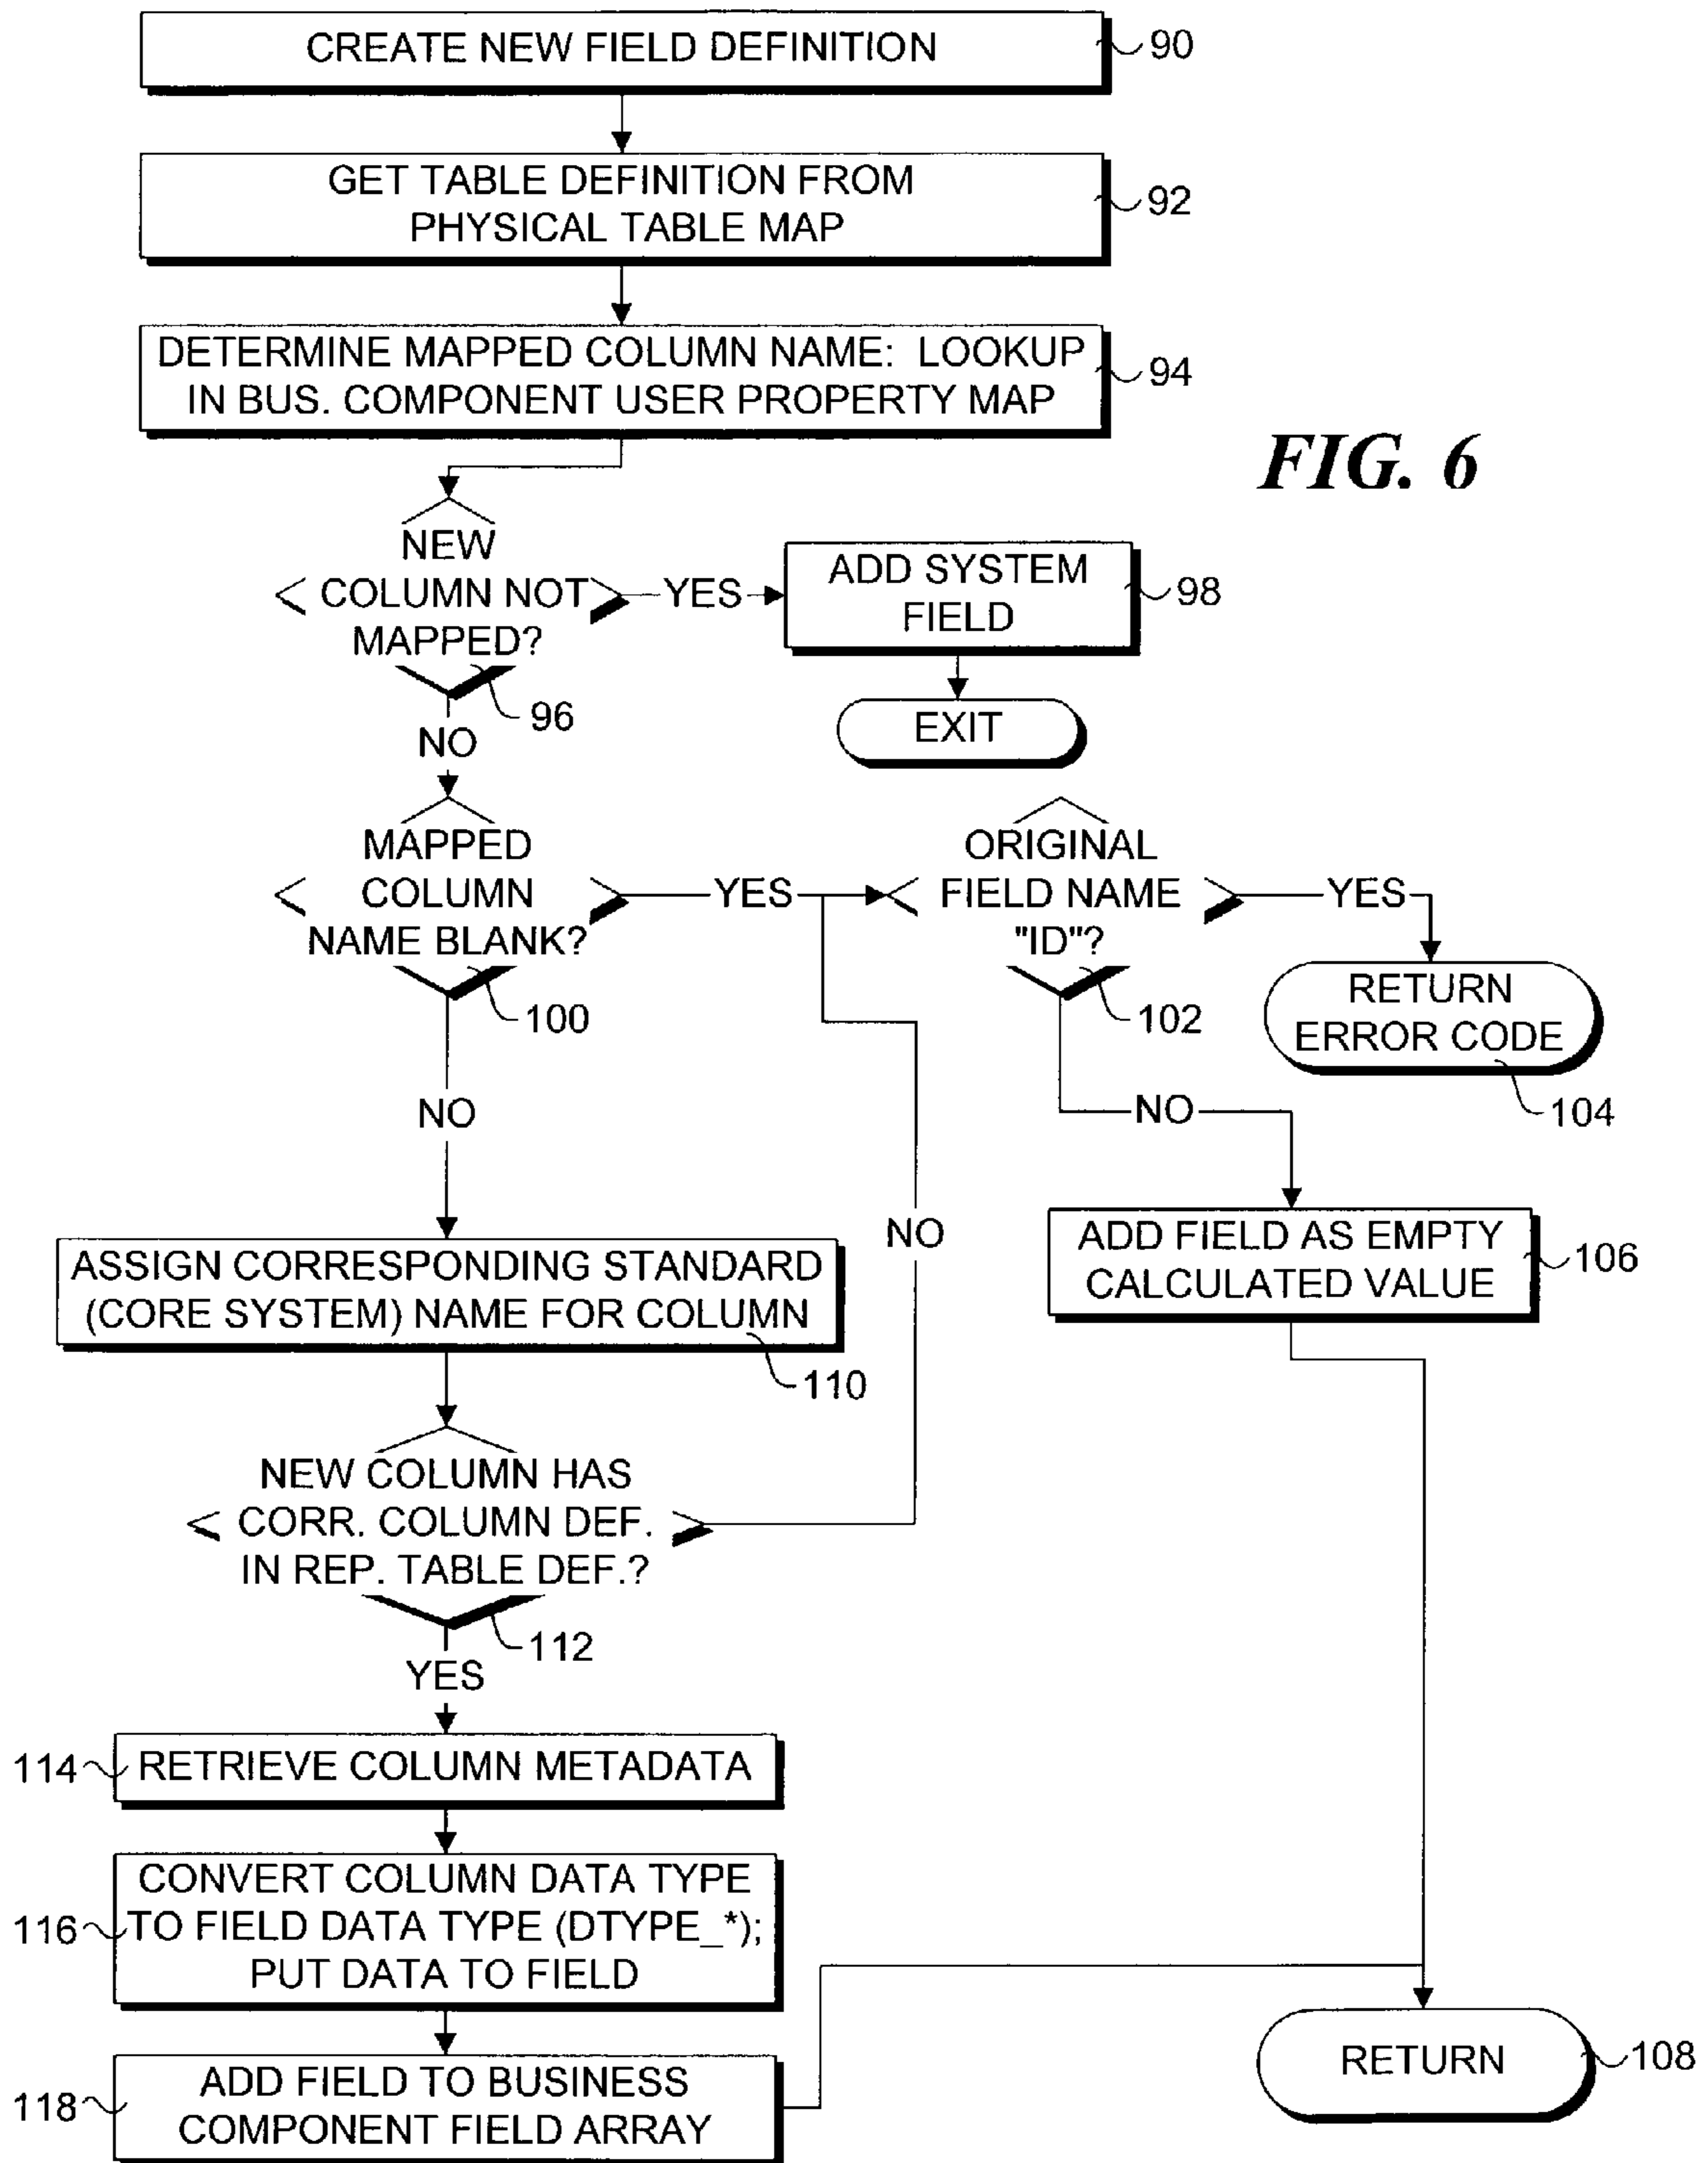 CREATE NEW FIELD DEFINITION
90
GET TABLE DEFINITION FROM
PHYSICAL TABLE MAP
92
DETERMINE MAPPED COLUMN NAME: LOOKUP
IN BUS. COMPONENT USER PROPERTY MAP
94
FIG. 6
NEW
COLUMN NOT
MAPPED?
96
YES
ADD SYSTEM
FIELD
98
EXIT
NO
MAPPED
COLUMN
NAME BLANK?
100
YES
ORIGINAL
FIELD NAME
"ID"?
102
YES
RETURN
ERROR CODE
104
NO
NO
ADD FIELD AS EMPTY
CALCULATED VALUE
106
NO
ASSIGN CORRESPONDING STANDARD
(CORE SYSTEM) NAME FOR COLUMN
110
NEW COLUMN HAS
CORR. COLUMN DEF.
IN REP. TABLE DEF.?
112
YES
114
RETRIEVE COLUMN METADATA
116
CONVERT COLUMN DATA TYPE
TO FIELD DATA TYPE (DTYPE_*);
PUT DATA TO FIELD
118
ADD FIELD TO BUSINESS
COMPONENT FIELD ARRAY
RETURN
108